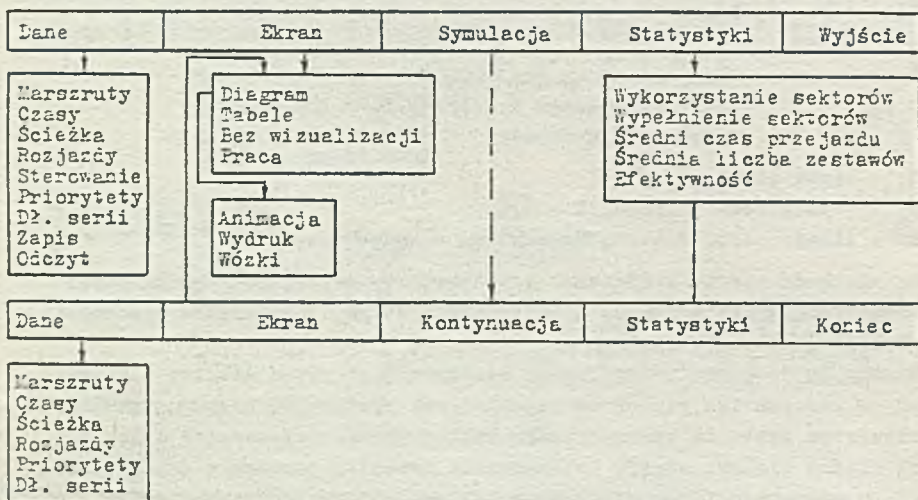 Dane Ekran Symulacja Statystyki Wyjście
Marszruty
Czasy
Ścieżka
Rozjazdy
Sterowanie
Priorytety
Dł. serii
Zapis
Odczyt
Diagram
Tabele
Bez wizualizacji
Praca
Animacja
Wydruk
Wózki
Wykorzystanie sektorów
Wypełnienie sektorów
Średni czas przejazdu
Średnia liczba zestawów
Efektywność
Dane Ekran Kontynuacja Statystyki Koniec
Marszruty
Czasy
Ścieżka
Rozjazdy
Priorytety
Dł. serii